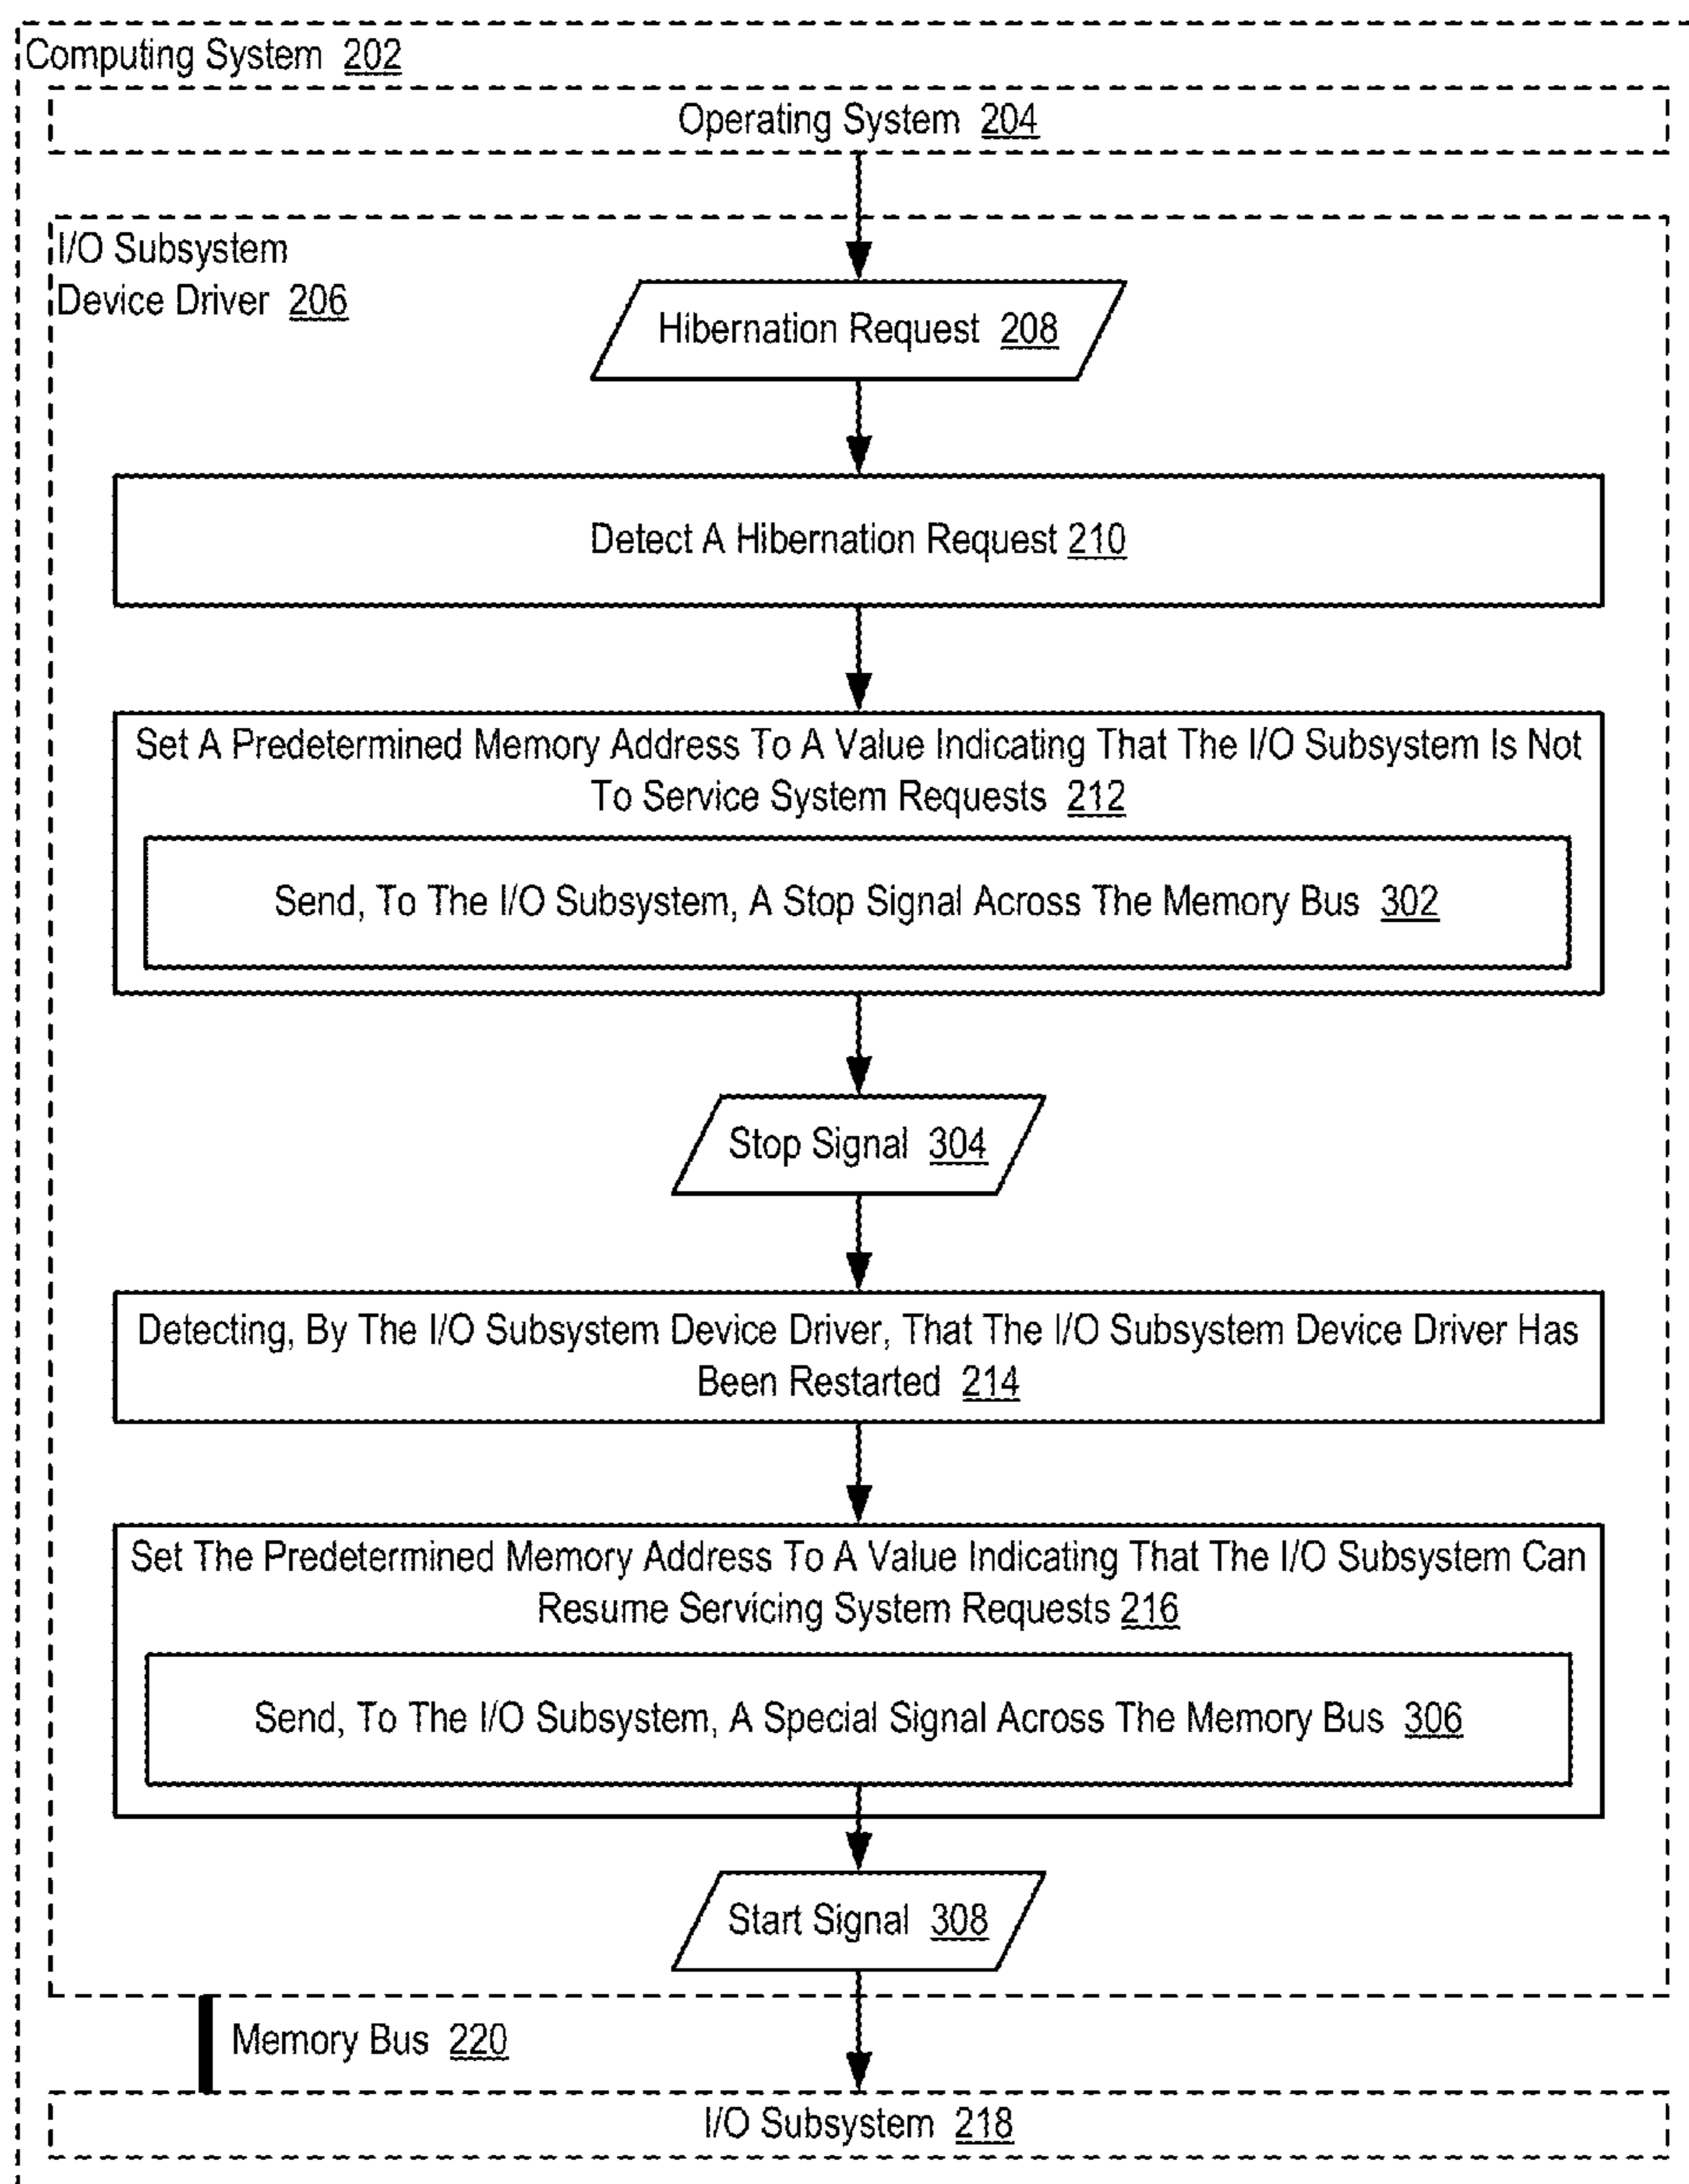 Computing System 202
Operating System 204
I/O Subsystem
Device Driver 206
Hibernation Request 208
Detect A Hibernation Request 210
Set A Predetermined Memory Address To A Value Indicating That The I/O Subsystem Is Not
To Service System Requests 212
Send, To The I/O Subsystem, A Stop Signal Across The Memory Bus 302
Stop Signal 304
Detecting, By The I/O Subsystem Device Driver, That The I/O Subsystem Device Driver Has
Been Restarted 214
Set The Predetermined Memory Address To A Value Indicating That The I/O Subsystem Can
Resume Servicing System Requests 216
Send, To The I/O Subsystem, A Special Signal Across The Memory Bus 306
Start Signal 308
Memory Bus 220
I/O Subsystem 218